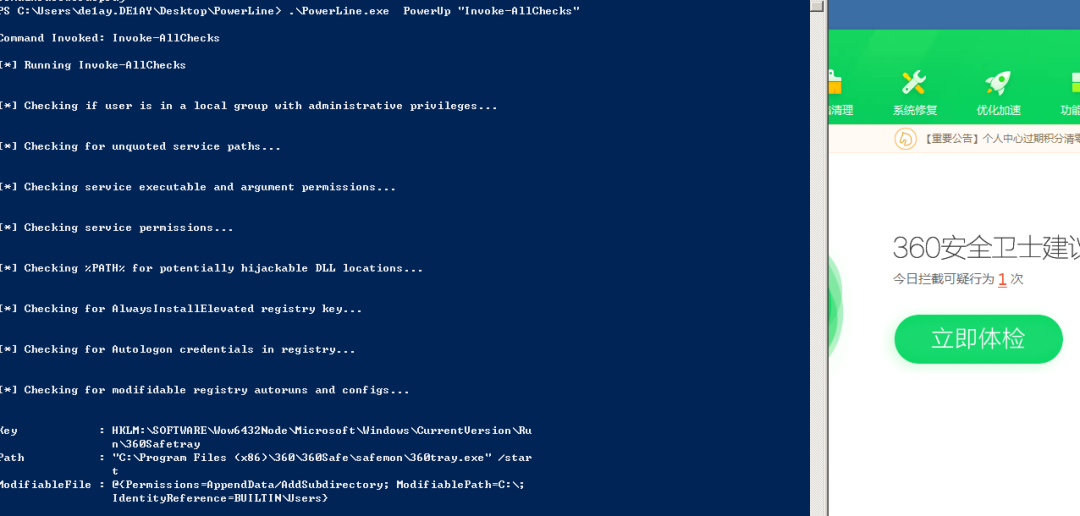 PS C:\Users\de1ay.DE1AY\Desktop\PowerLine> .\PowerLine.exe  PowerUp "Invoke-AllChecks"
Command Invoked: Invoke-AllChecks
[*] Running Invoke-AllChecks
[*] Checking if user is in a local group with administrative privileges...
[*] Checking for unquoted service paths...
[*] Checking service executable and argument permissions...
[*] Checking service permissions...
[*] Checking %PATH% for potentially hijackable DLL locations...
[*] Checking for AlwaysInstallElevated registry key...
[*] Checking for Autologon credentials in registry...
[*] Checking for modifidable registry autoruns and configs...
Key            : HKLM:\SOFTWARE\Wow6432Node\Microsoft\Windows\CurrentVersion\Ru
n\360Safetray
Path           : "C:\Program Files (x86)\360\360Safe\safemon\360tray.exe" /star
t
ModifiableFile : @{Permissions=AppendData/AddSubdirectory; ModifiablePath=C:\;
IdentityReference=BUILTIN\Users}
清理
系统修复
优化加速
功能
【重要公告】个人中心过期积分清零
360安全卫士建议
今日拦截可疑行为 1 次
立即体检